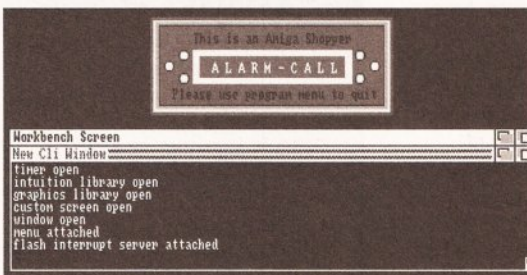 This is an Amiga Shopper
ALARM-CALL
Please use program menu to quit
Workbench Screen
New Cli Window
timer open
intuition library open
graphics library open
custom screen open
window open
menu attached
flash interrupt server attached